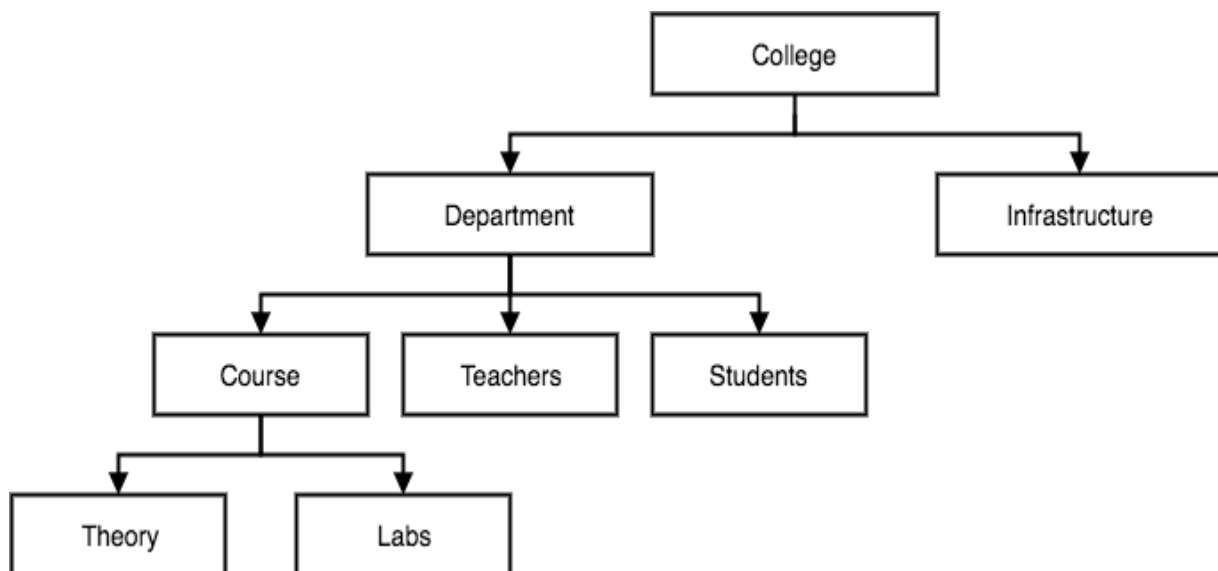 College
Department
Infrastructure
Course
Teachers
Students
Theory
Labs